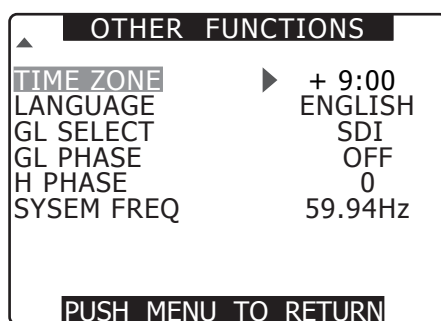 OTHER FUNCTIONS
TIME ZONE + 9:00
LANGUAGE ENGLISH
GL SELECT SDI
GL PHASE OFF
H PHASE 0
SYSEM FREQ 59.94Hz
PUSH MENU TO RETURN